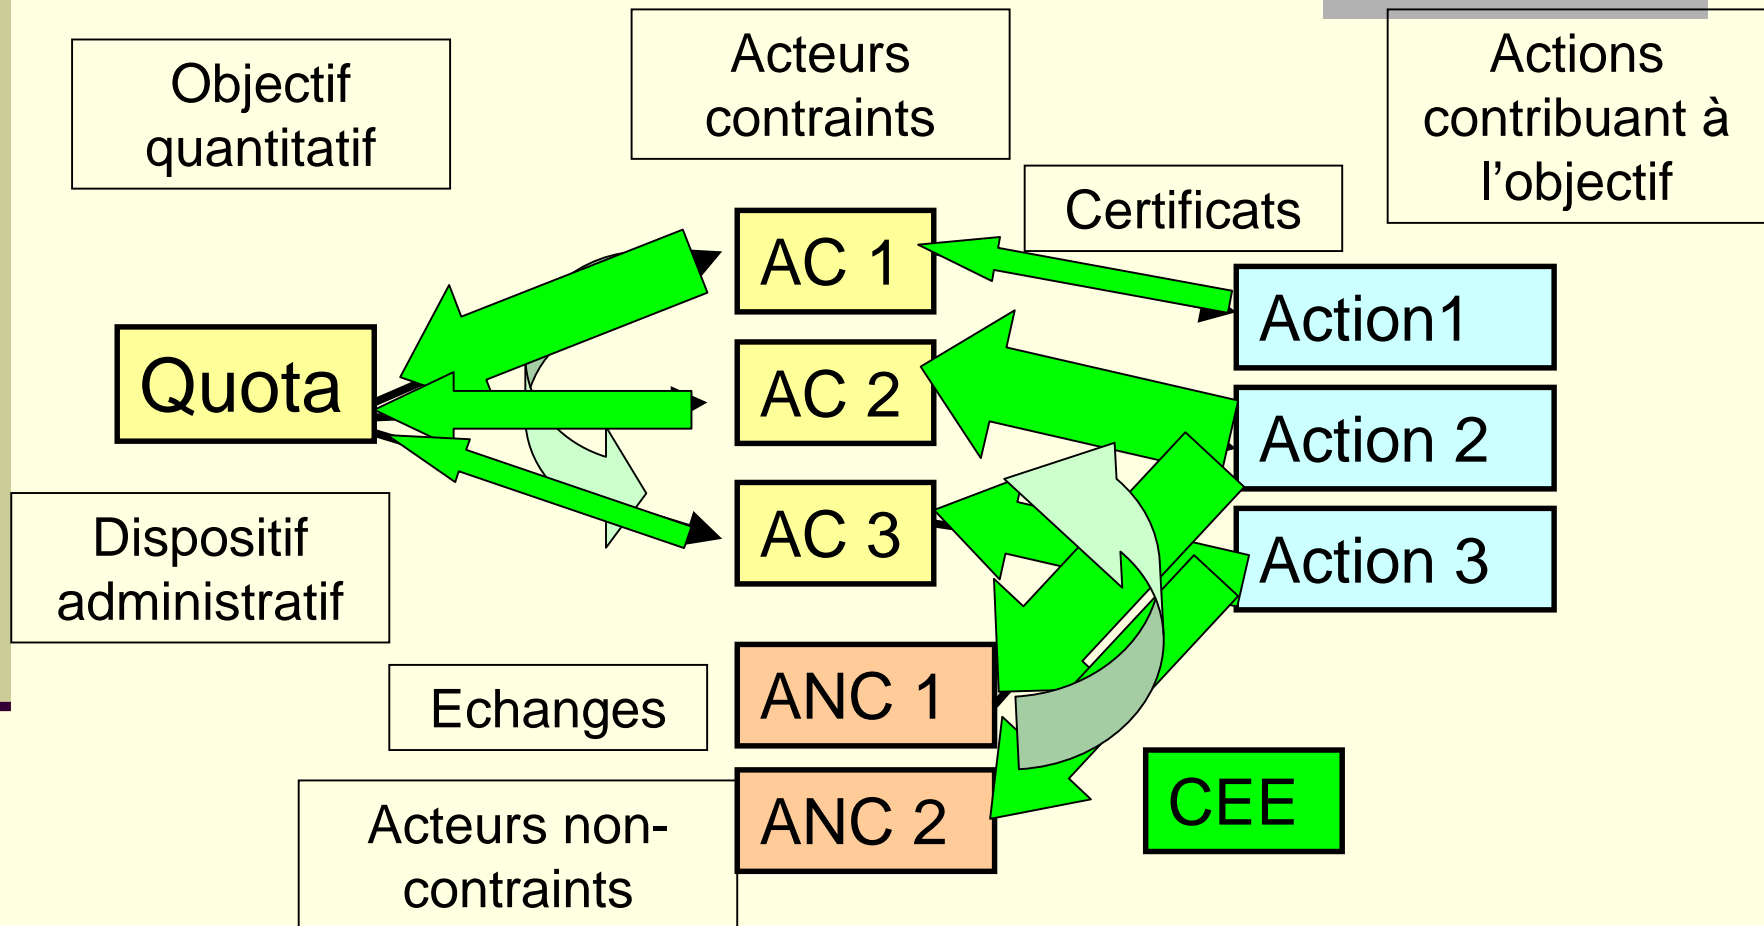 Objectif
quantitatif
Acteurs
contraints
Actions
contribuant à
l’objectif
Certificats
AC 1
Action1
Quota
AC 2
Action 2
AC 3
Action 3
Dispositif
administratif
Echanges
ANC 1
CEE
ANC 2
Acteurs non-
contraints